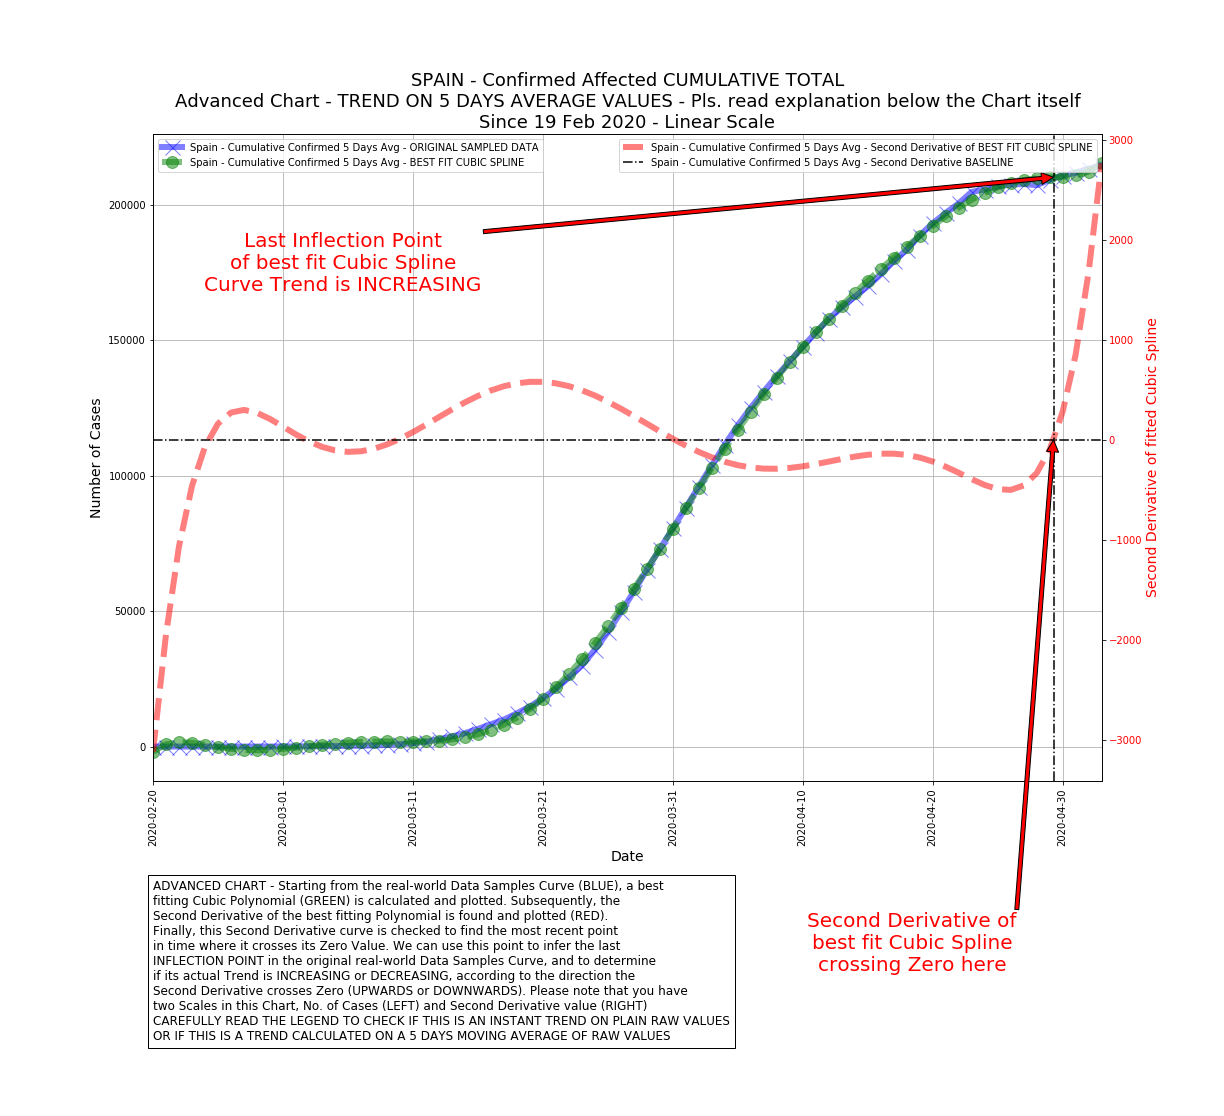 SPAIN - Confirmed Affected CUMULATIVE TOTAL
Advanced Chart - TREND ON 5 DAYS AVERAGE VALUES - Pls. read explanation below the Chart itself
Since 19 Feb 2020 - Linear Scale
Spain - Cumulative Confirmed 5 Days Avg - ORIGINAL SAMPLED DATA
Spain - Cumulative Confirmed 5 Days Avg - BEST FIT CUBIC SPLINE
Spain - Cumulative Confirmed 5 Days Avg - Second Derivative of BEST FIT CUBIC SPLINE
Spain - Cumulative Confirmed 5 Days Avg - Second Derivative BASELINE
Last Inflection Point
of best fit Cubic Spline
Curve Trend is INCREASING
Number of Cases
200000
150000
100000
50000
0
3000
2000
1000
0
−1000
−2000
−3000
Second Derivative of fitted Cubic Spline
2020-02-20
2020-03-01
2020-03-11
2020-03-21
2020-03-31
2020-04-10
2020-04-20
2020-04-30
Date
ADVANCED CHART - Starting from the real-world Data Samples Curve (BLUE), a best
fitting Cubic Polynomial (GREEN) is calculated and plotted. Subsequently, the
Second Derivative of the best fitting Polynomial is found and plotted (RED).
Finally, this Second Derivative curve is checked to find the most recent point
in time where it crosses its Zero Value. We can use this point to infer the last
INFLECTION POINT in the original real-world Data Samples Curve, and to determine
if its actual Trend is INCREASING or DECREASING, according to the direction the
Second Derivative crosses Zero (UPWARDS or DOWNWARDS). Please note that you have
two Scales in this Chart, No. of Cases (LEFT) and Second Derivative value (RIGHT)
CAREFULLY READ THE LEGEND TO CHECK IF THIS IS AN INSTANT TREND ON PLAIN RAW VALUES
OR IF THIS IS A TREND CALCULATED ON A 5 DAYS MOVING AVERAGE OF RAW VALUES
Second Derivative of
best fit Cubic Spline
crossing Zero here